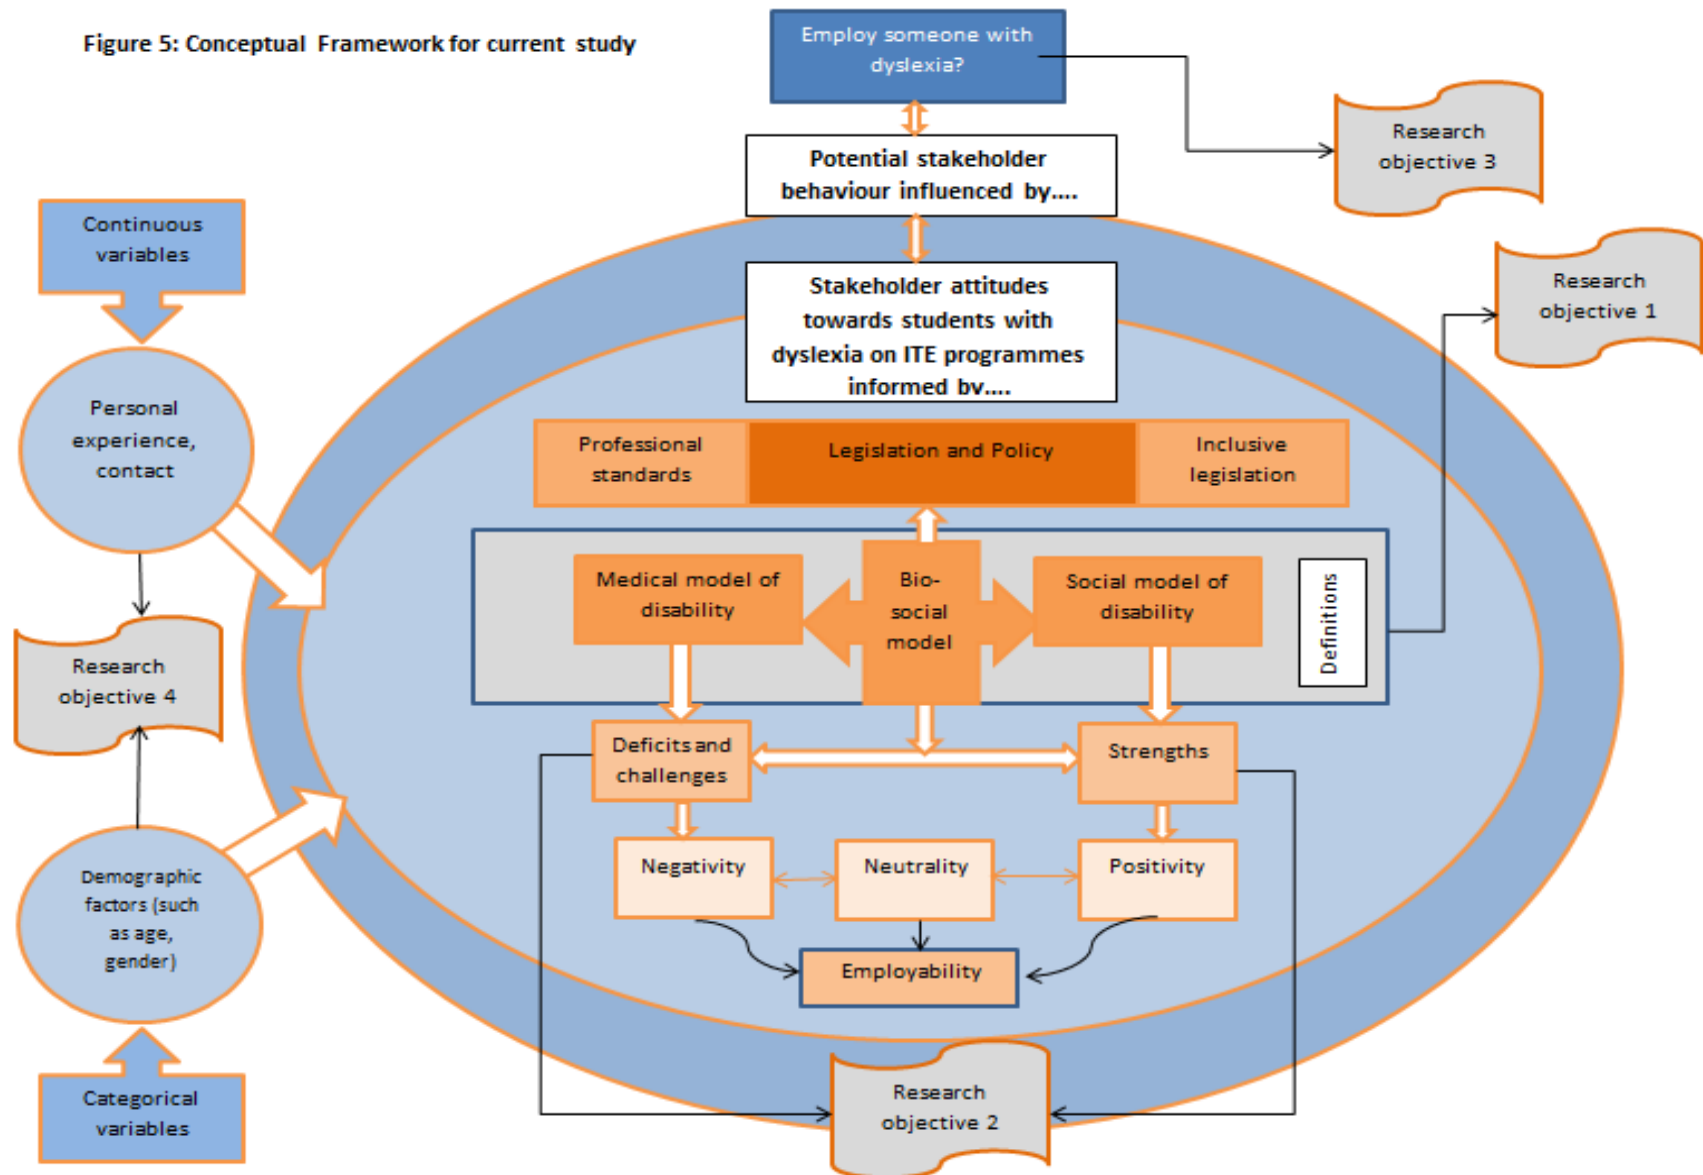 Figure 5: Conceptual Framework for current study
Employ someone with
dyslexia?
Research
objective 3
Potential stakeholder
behaviour influenced by....
Continuous
variables
Research
objective 1
Stakeholder attitudes
towards students with
dyslexia on ITE programmes
informed by....
Personal
experience,
contact
Professional
standards
Legislation and Policy
Inclusive
legislation
Medical model of
disability
Bio-
social
model
Social model of
disability
Definitions
Research
objective 4
Deficits and
challenges
Strengths
Negativity
Neutrality
Positivity
Demographic
factors (such
as age,
gender)
Employability
Categorical
variables
Research
objective 2